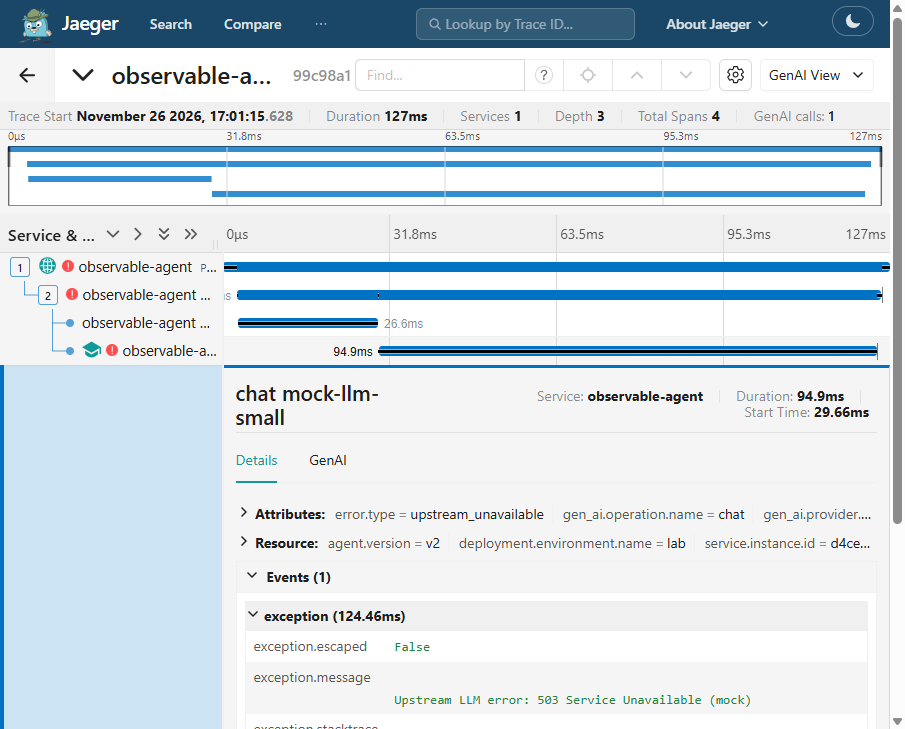 Jaeger Search Compare ··· Lookup by Trace ID... About Jaeger
observable-a... 99c98a1 Find... ? GenAI View
Trace Start November 26 2026, 17:01:15.628 Duration 127ms Services 1 Depth 3 Total Spans 4 GenAI calls: 1
0μs 31.8ms 63.5ms 95.3ms 127ms
Service & ... 0μs 31.8ms 63.5ms 95.3ms 127ms
1 observable-agent P...
2 observable-agent ...
observable-agent ... 26.6ms
observable-a... 94.9ms
chat mock-llm-
small
Service: observable-agent Duration: 94.9ms
Start Time: 29.66ms
Details GenAI
Attributes: error.type = upstream_unavailable gen_ai.operation.name = chat gen_ai.provider....
Resource: agent.version = v2 deployment.environment.name = lab service.instance.id = d4ce...
Events (1)
exception (124.46ms)
exception.escaped False
exception.message
Upstream LLM error: 503 Service Unavailable (mock)
exception.stacktrace